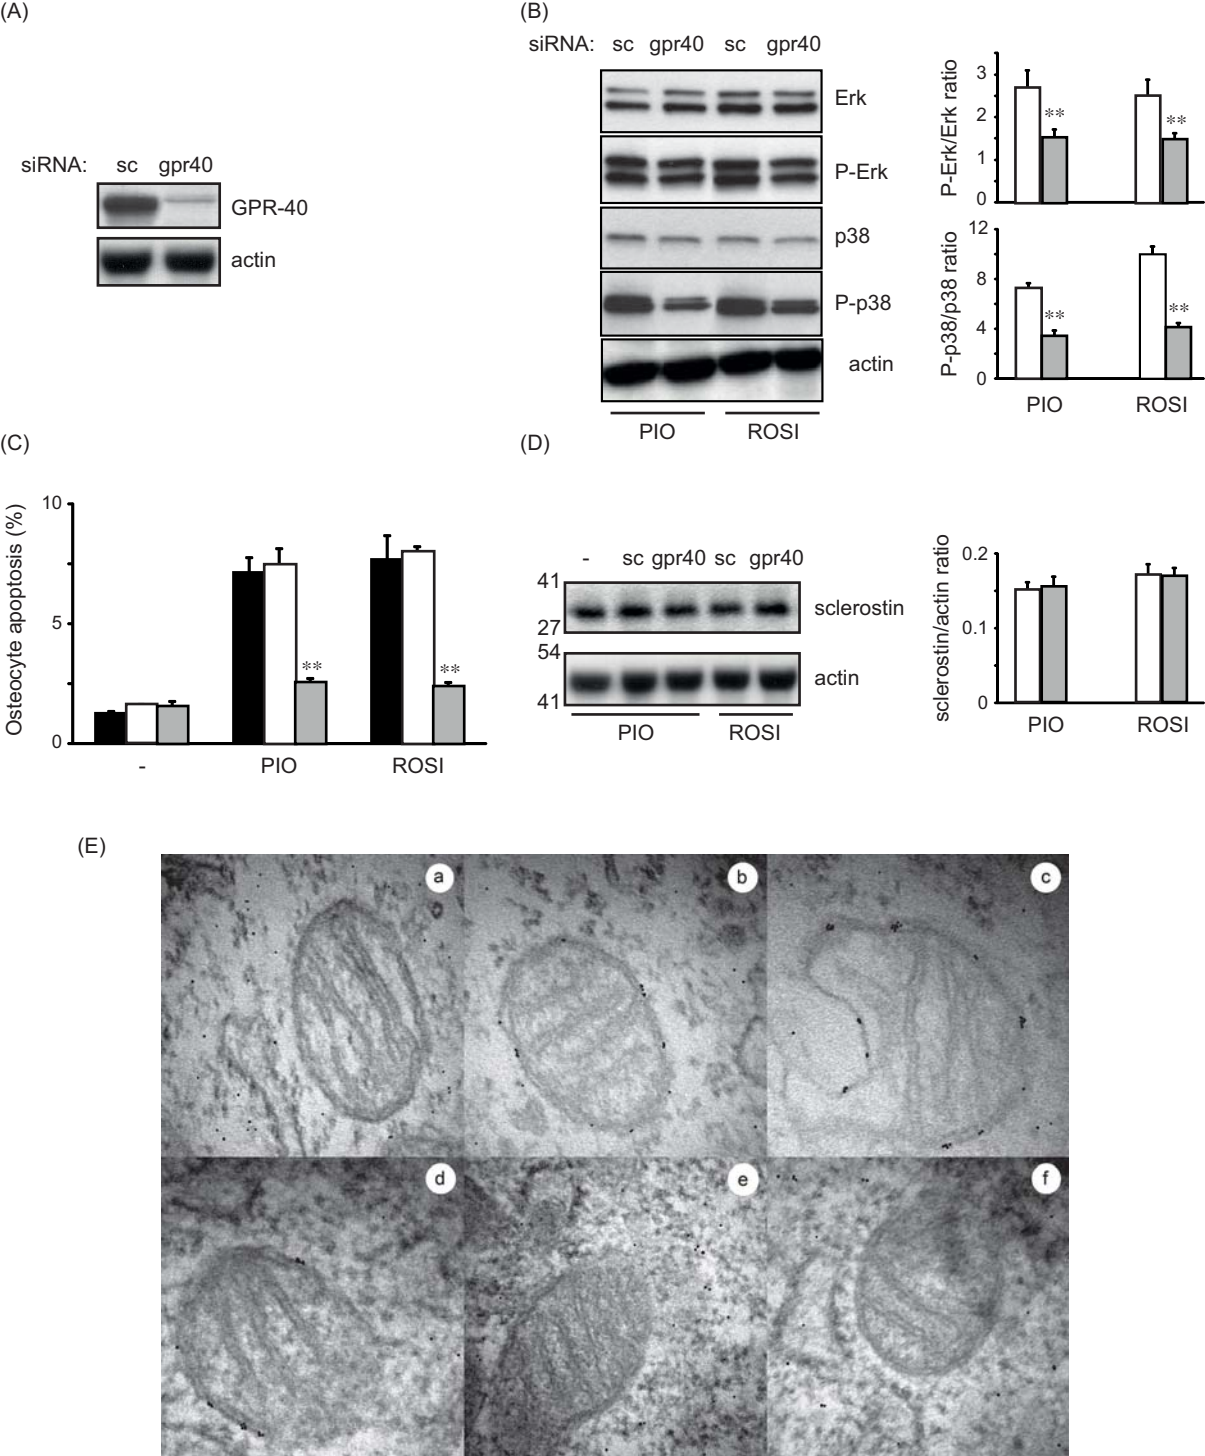 (A)
siRNA: sc gpr40
GPR-40
actin
(B)
siRNA: sc gpr40 sc gpr40
Erk
P-Erk
p38
P-p38
actin
PIO ROSI
P-Erk/Erk ratio
3
2
1
0
** **
P-p38/p38 ratio
12
8
4
0
** **
PIO ROSI
(C)
Osteocyte apoptosis (%)
10
5
0
** **
- PIO ROSI
(D)
- sc gpr40 sc gpr40
41
27
sclerostin
54
41
actin
PIO ROSI
sclerostin/actin ratio
0.2
0.1
0
PIO ROSI
(E)
a b c
d e f